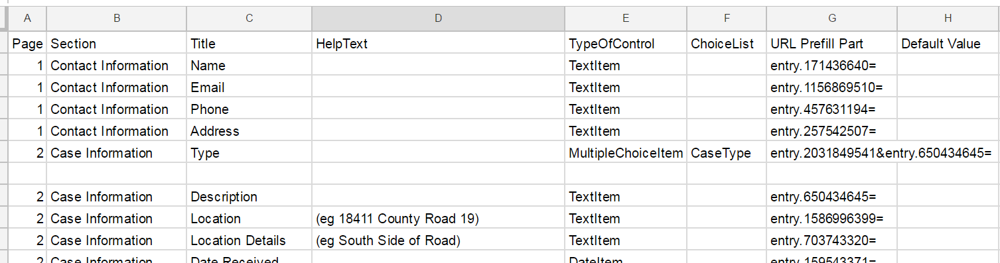 A B C D E F G H
Page Section Title HelpText TypeOfControl ChoiceList URL Prefill Part Default Value
1 Contact Information Name TextItem entry.171436640=
1 Contact Information Email TextItem entry.1156869510=
1 Contact Information Phone TextItem entry.457631194=
1 Contact Information Address TextItem entry.257542507=
2 Case Information Type MultipleChoiceItem CaseType entry.2031849541&entry.650434645=
2 Case Information Description TextItem entry.650434645=
2 Case Information Location (eg 18411 County Road 19) TextItem entry.1586996399=
2 Case Information Location Details (eg South Side of Road) TextItem entry.703743320=
2 Case Information Date Received DateItem entry.159543371=